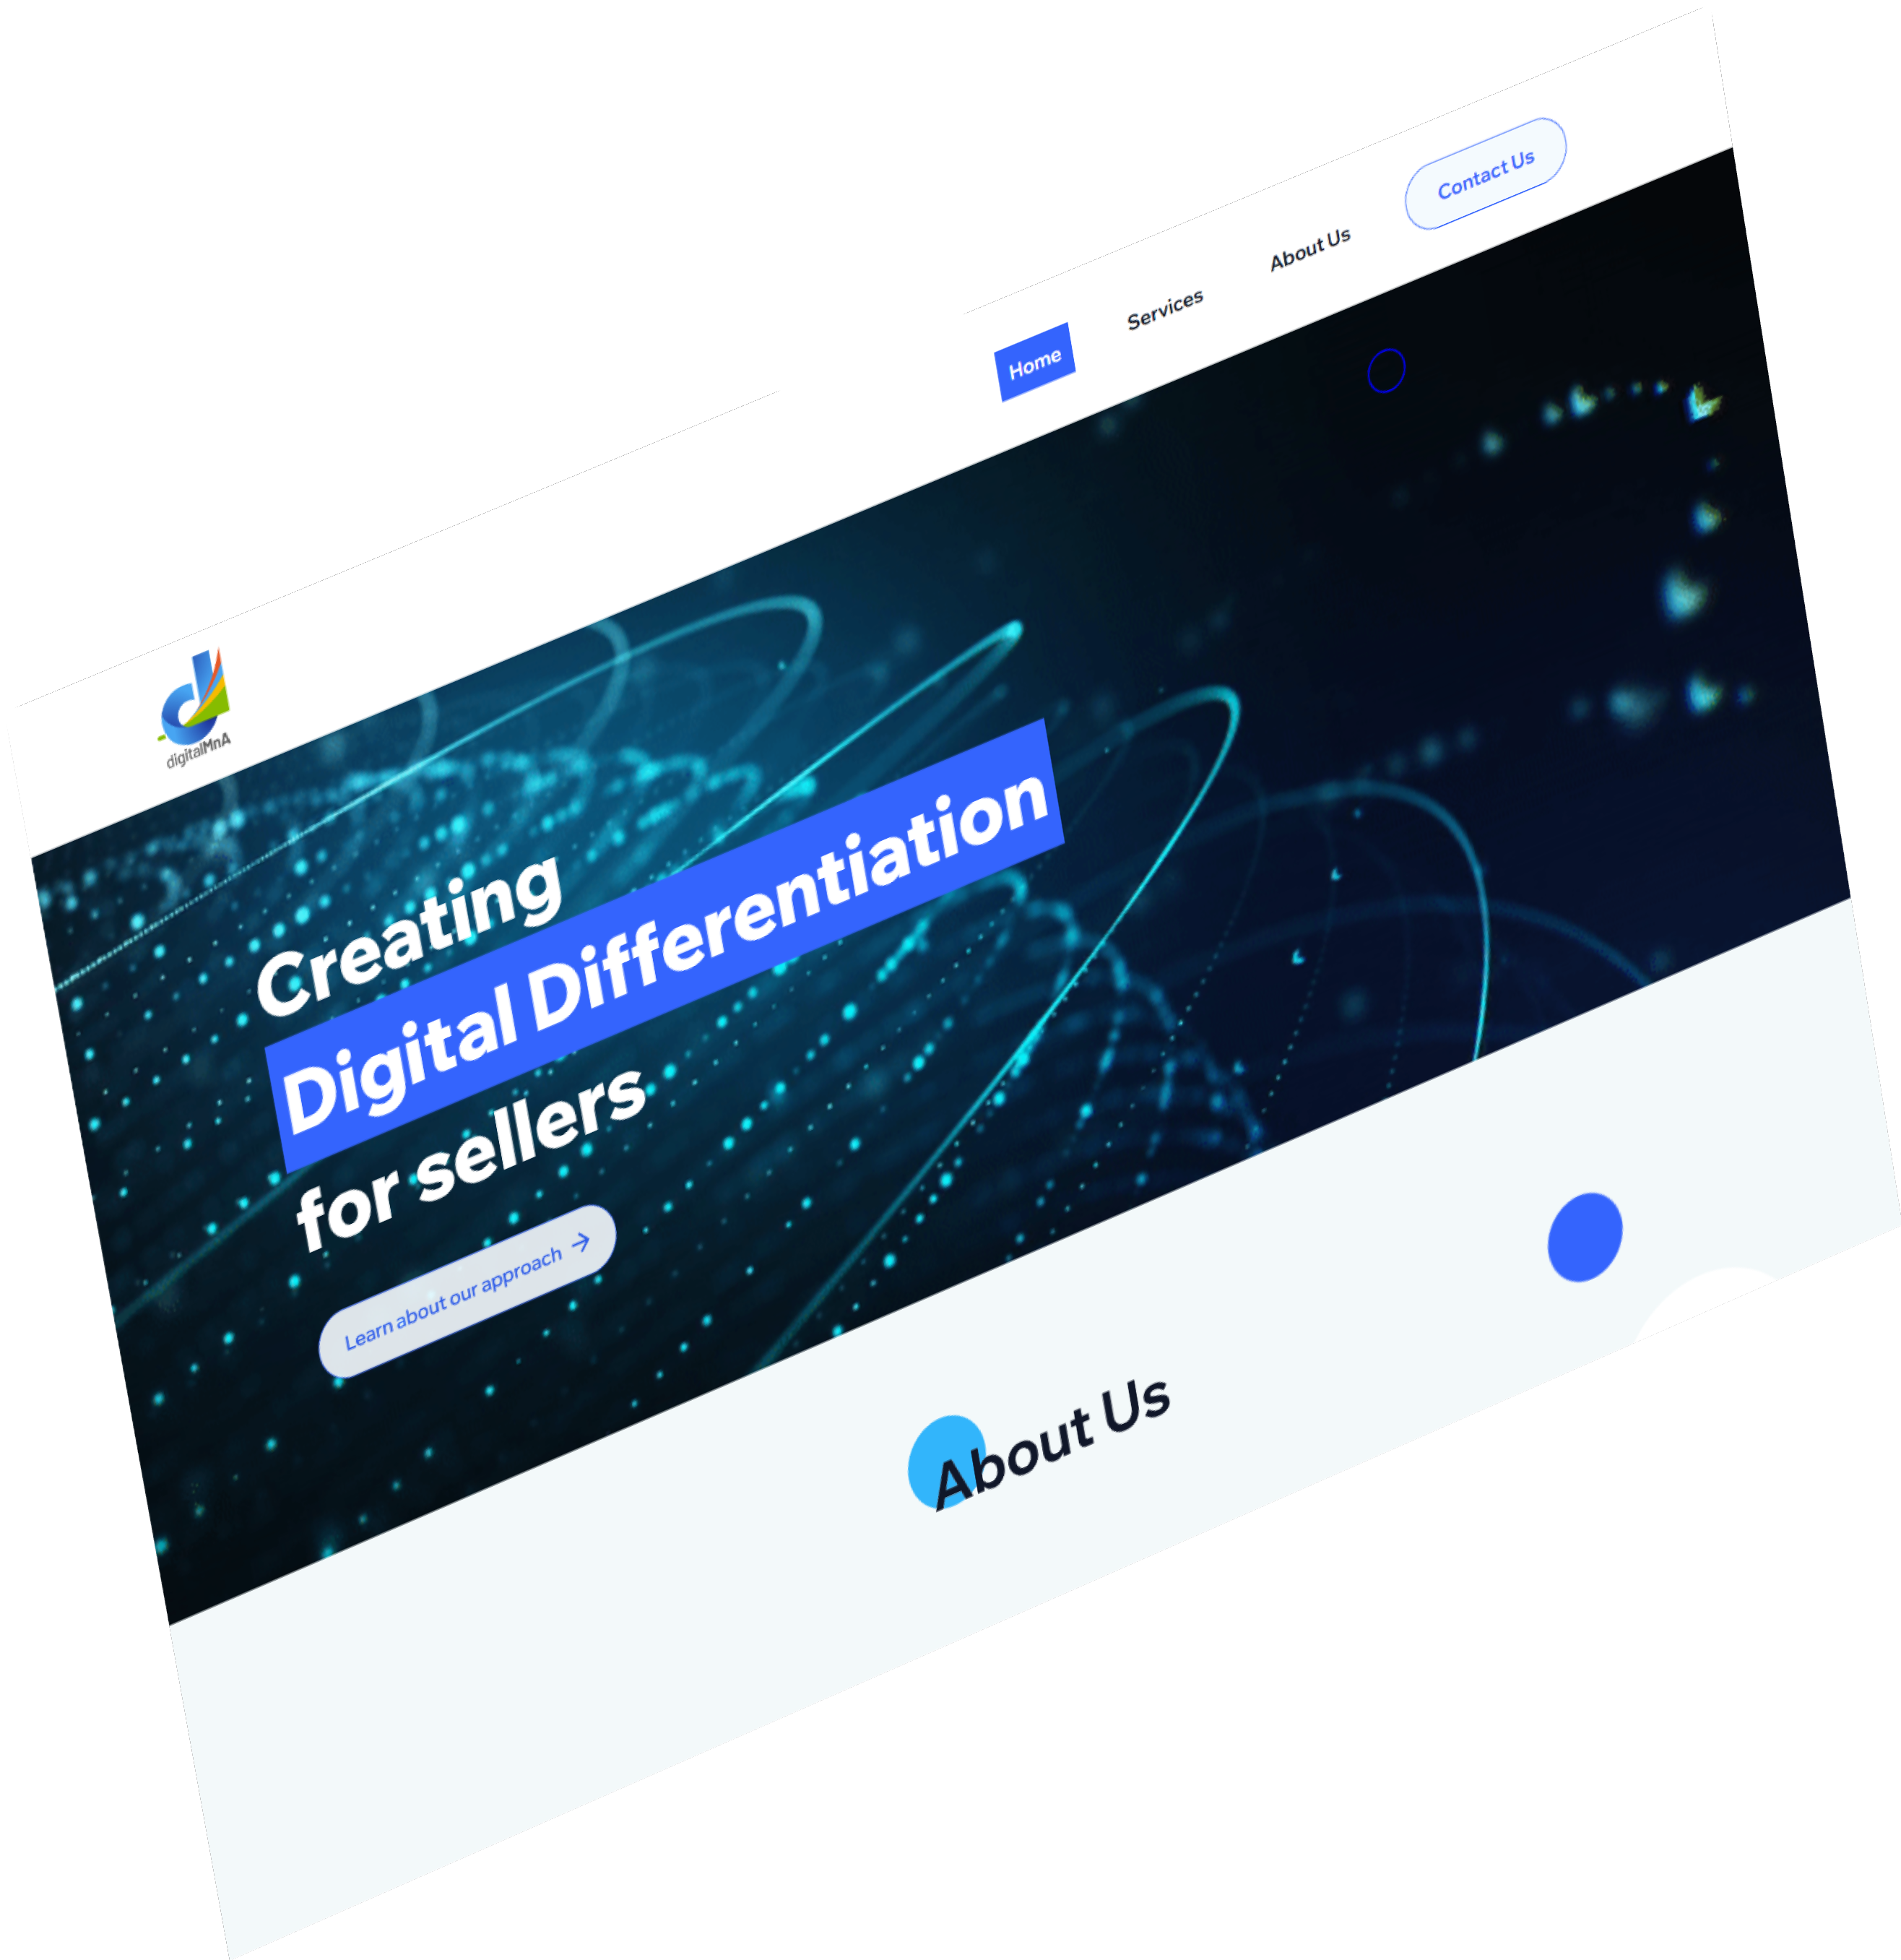 digitalMnA
Home
Services
About Us
Contact Us
Creating
Digital Differentiation
for sellers
Learn about our approach
About Us